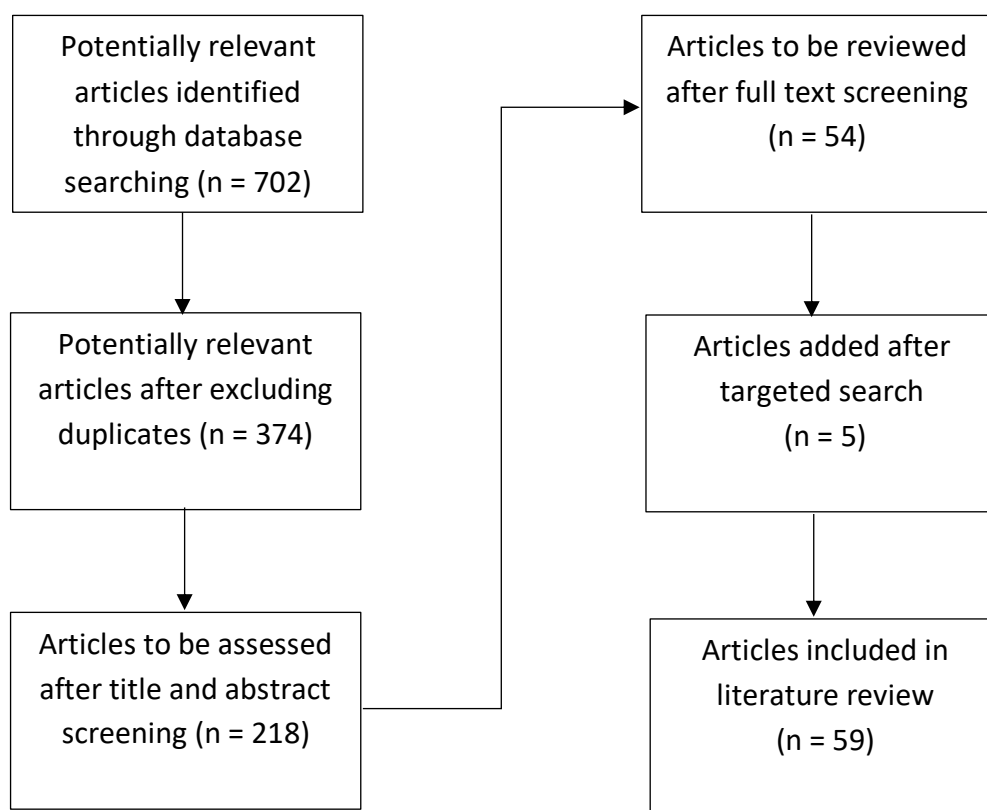 Potentially relevant
articles identified
through database
searching (n = 702)
Potentially relevant
articles after excluding
duplicates (n = 374)
Articles to be assessed
after title and abstract
screening (n = 218)
Articles to be reviewed
after full text screening
(n = 54)
Articles added after
targeted search
(n = 5)
Articles included in
literature review
(n = 59)